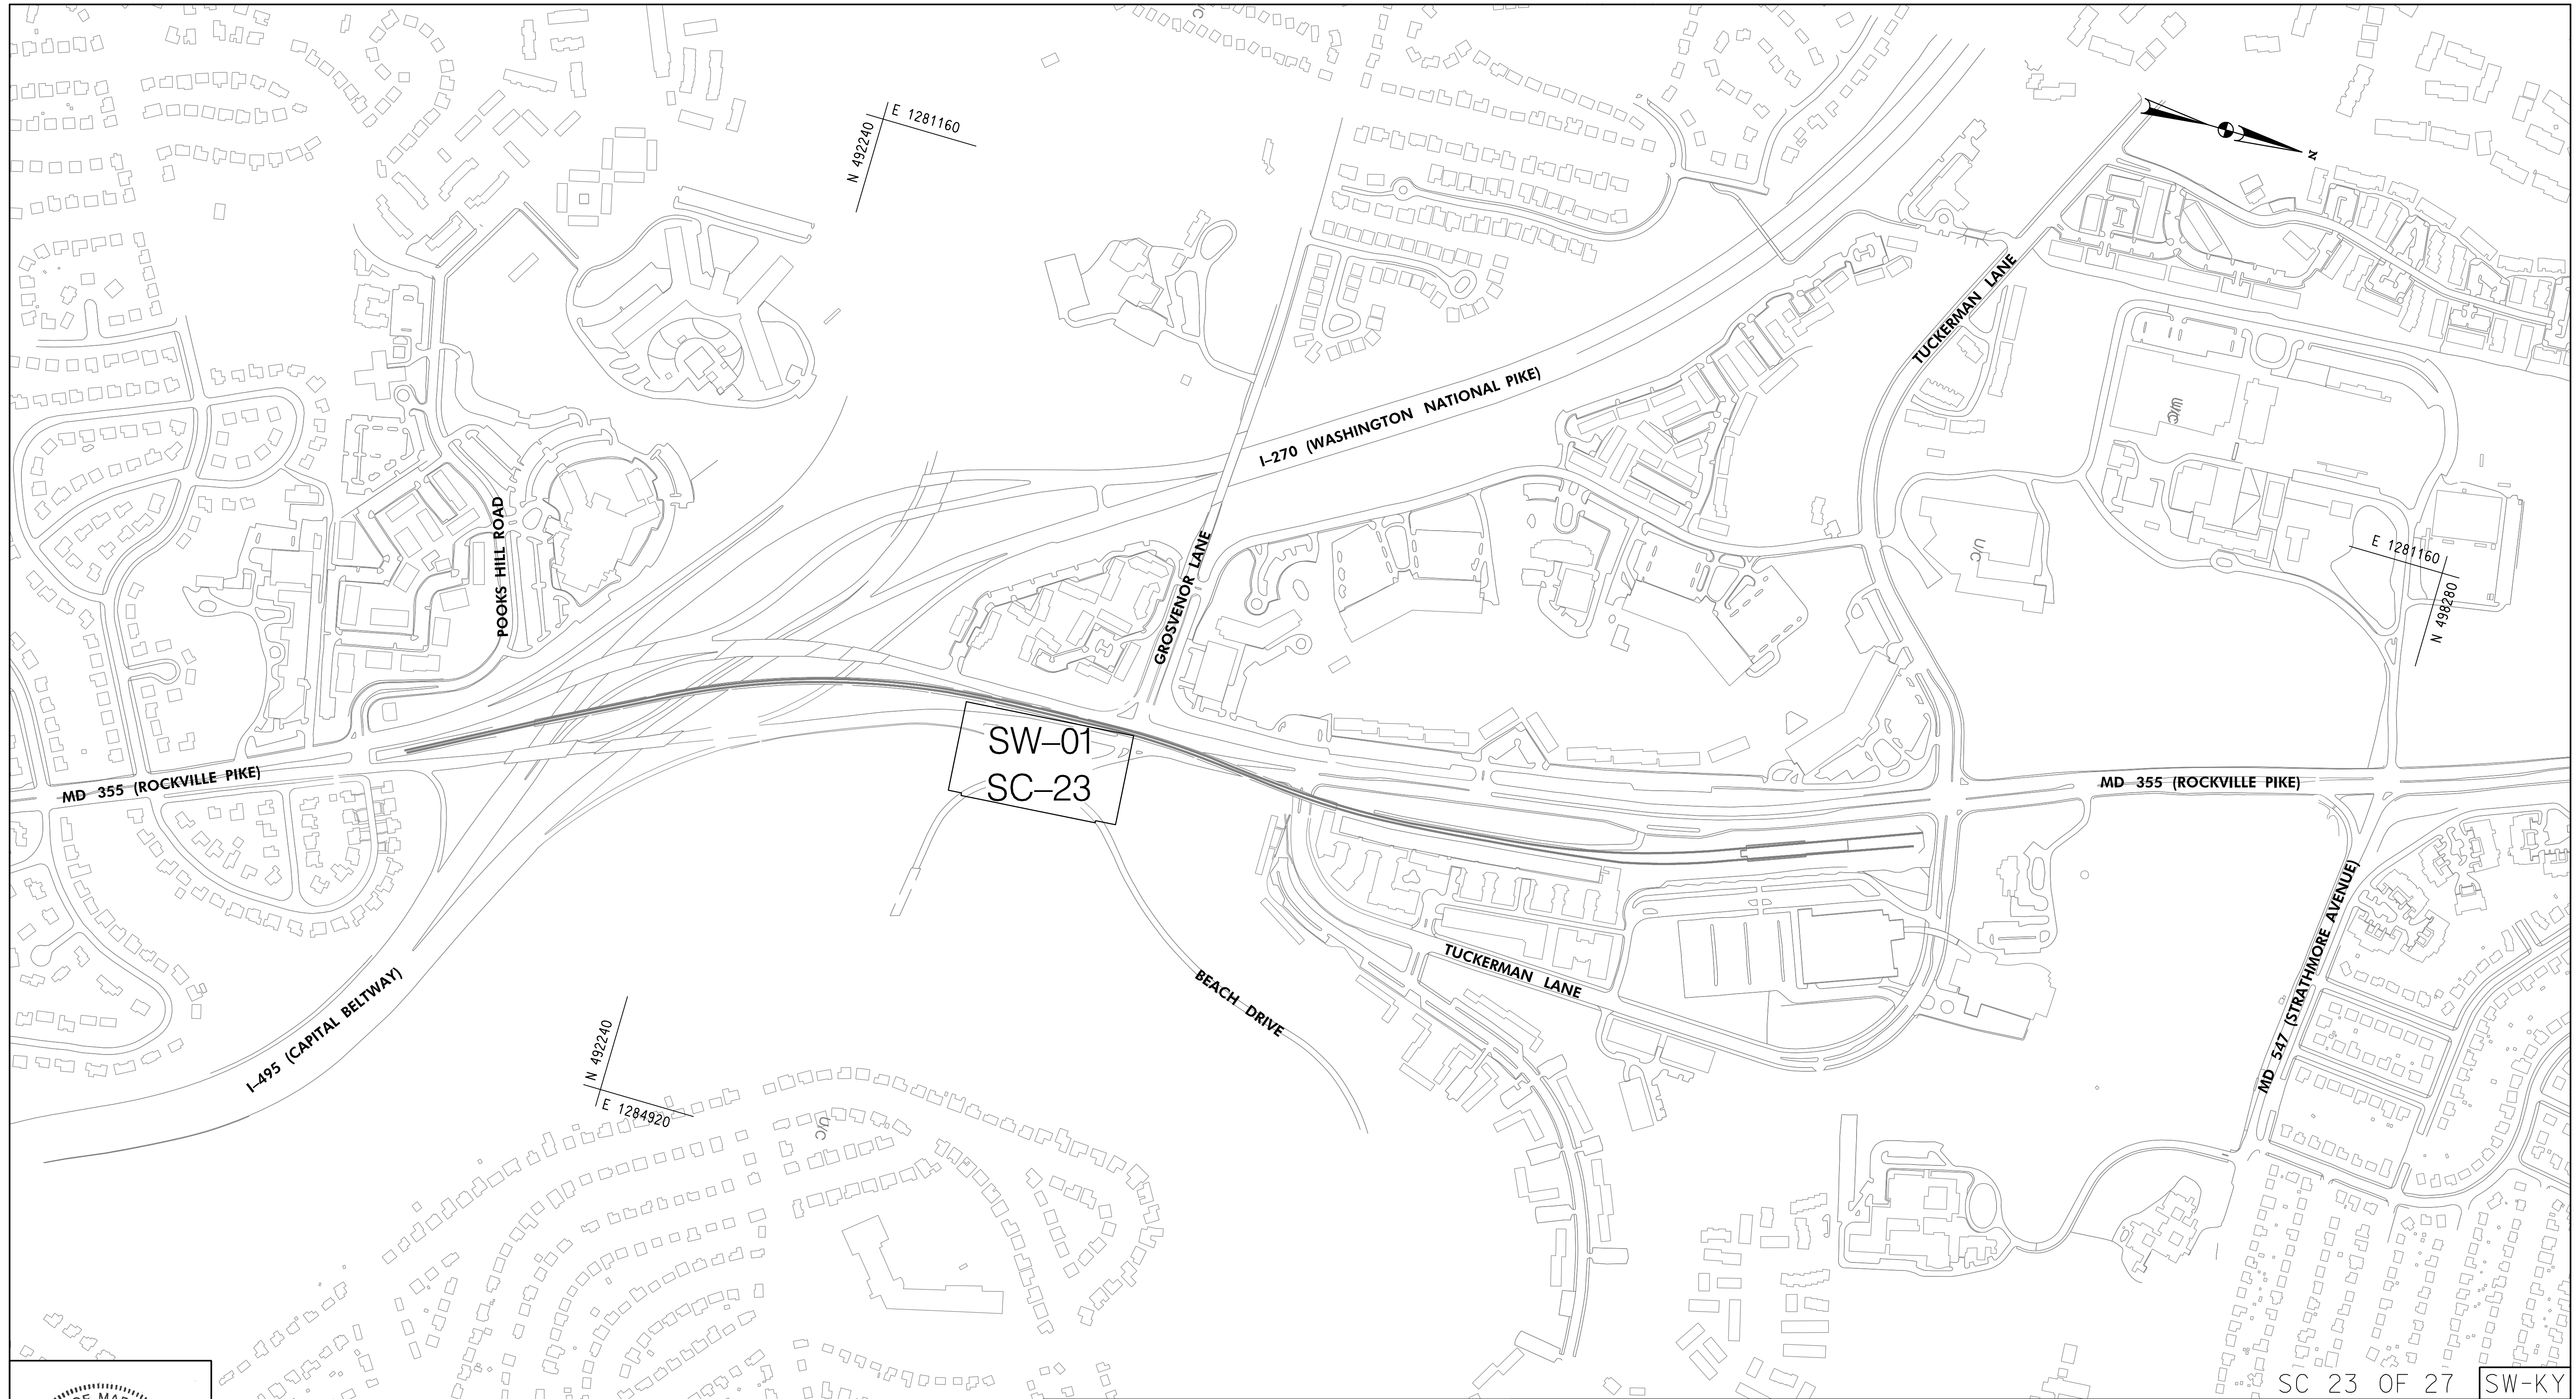 U/C
E 1281160
N 492240
N
TUCKERMAN LANE
I-270 (WASHINGTON NATIONAL PIKE)
U/C
POOKS HILL ROAD
GROSVENOR LANE
U/C
E 1281160
N 498280
SW-01
SC-23
MD 355 (ROCKVILLE PIKE)
MD 355 (ROCKVILLE PIKE)
MD 547 (STRATHMORE AVENUE)
TUCKERMAN LANE
BEACH DRIVE
I-495 (CAPITAL BELTWAY)
N 492240
E 1284920
U/C
SC 23 OF 27
SW-KY